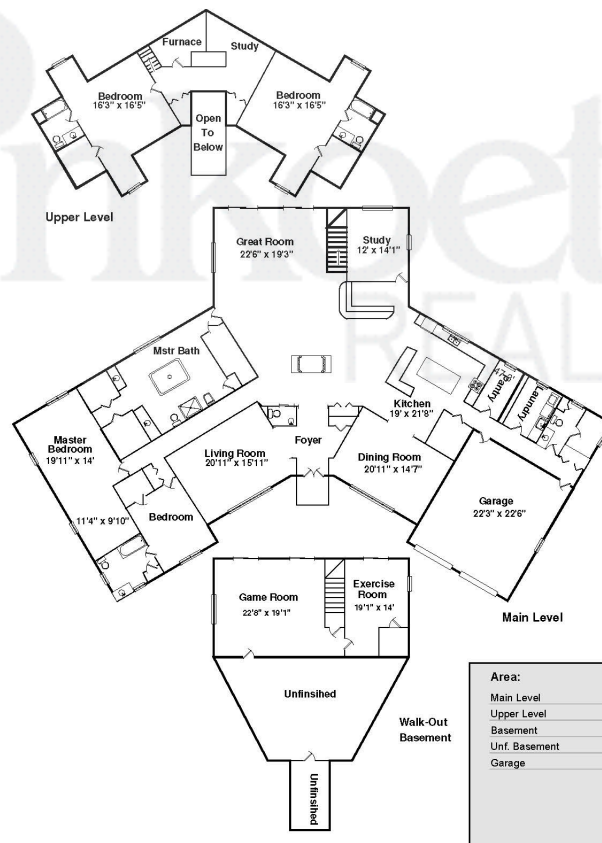 Furnace
Study
Bedroom
16'3" x 16'5"
Bedroom
16'3" x 16'5"
Open
To
Below
Upper Level
nkoet
REAL
Great Room
22'6" x 19'3"
Study
12' x 14'1"
Mstr Bath
Pantry
Laundry
Kitchen
19' x 21'8"
Master
Bedroom
19'11" x 14'
Living Room
20'11" x 15'11"
Foyer
Dining Room
20'11" x 14'7"
11'4" x 9'10"
Bedroom
Garage
22'3" x 22'6"
Main Level
Game Room
22'8" x 19'1"
Exercise
Room
19'1" x 14'
Unfinsihed
Walk-Out
Basement
Unfinsihed
Area:
Main Level
Upper Level
Basement
Unf. Basement
Garage